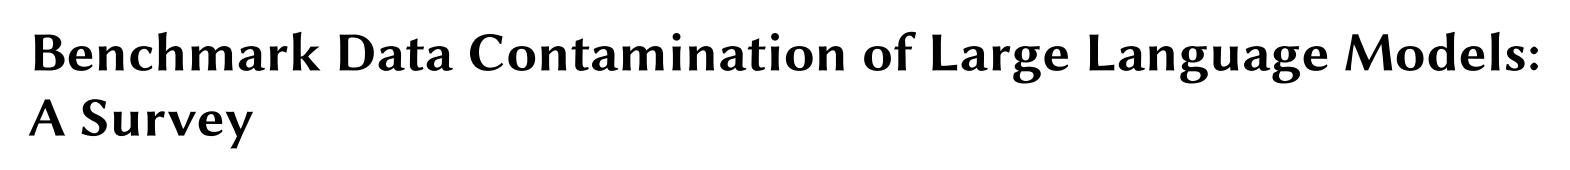 Benchmark Data Contamination of Large Language Models:
A Survey